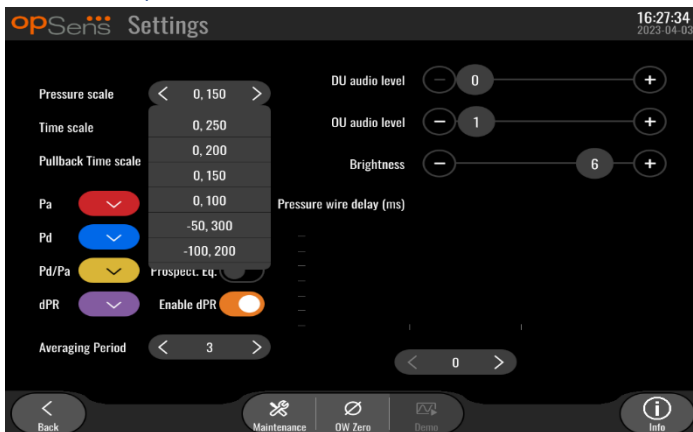 opSens Settings
16:27:34
2023-04-03
Pressure scale
0, 150
0, 250
0, 200
0, 150
0, 100
-50, 300
-100, 200
Time scale
Pullback Time scale
Pa
Pd
Pd/Pa
Prospect. Eq.
dPR
Enable dPR
Averaging Period
3
DU audio level
0
OU audio level
1
Brightness
6
Pressure wire delay (ms)
0
Back
Maintenance
OW Zero
Demo
Info